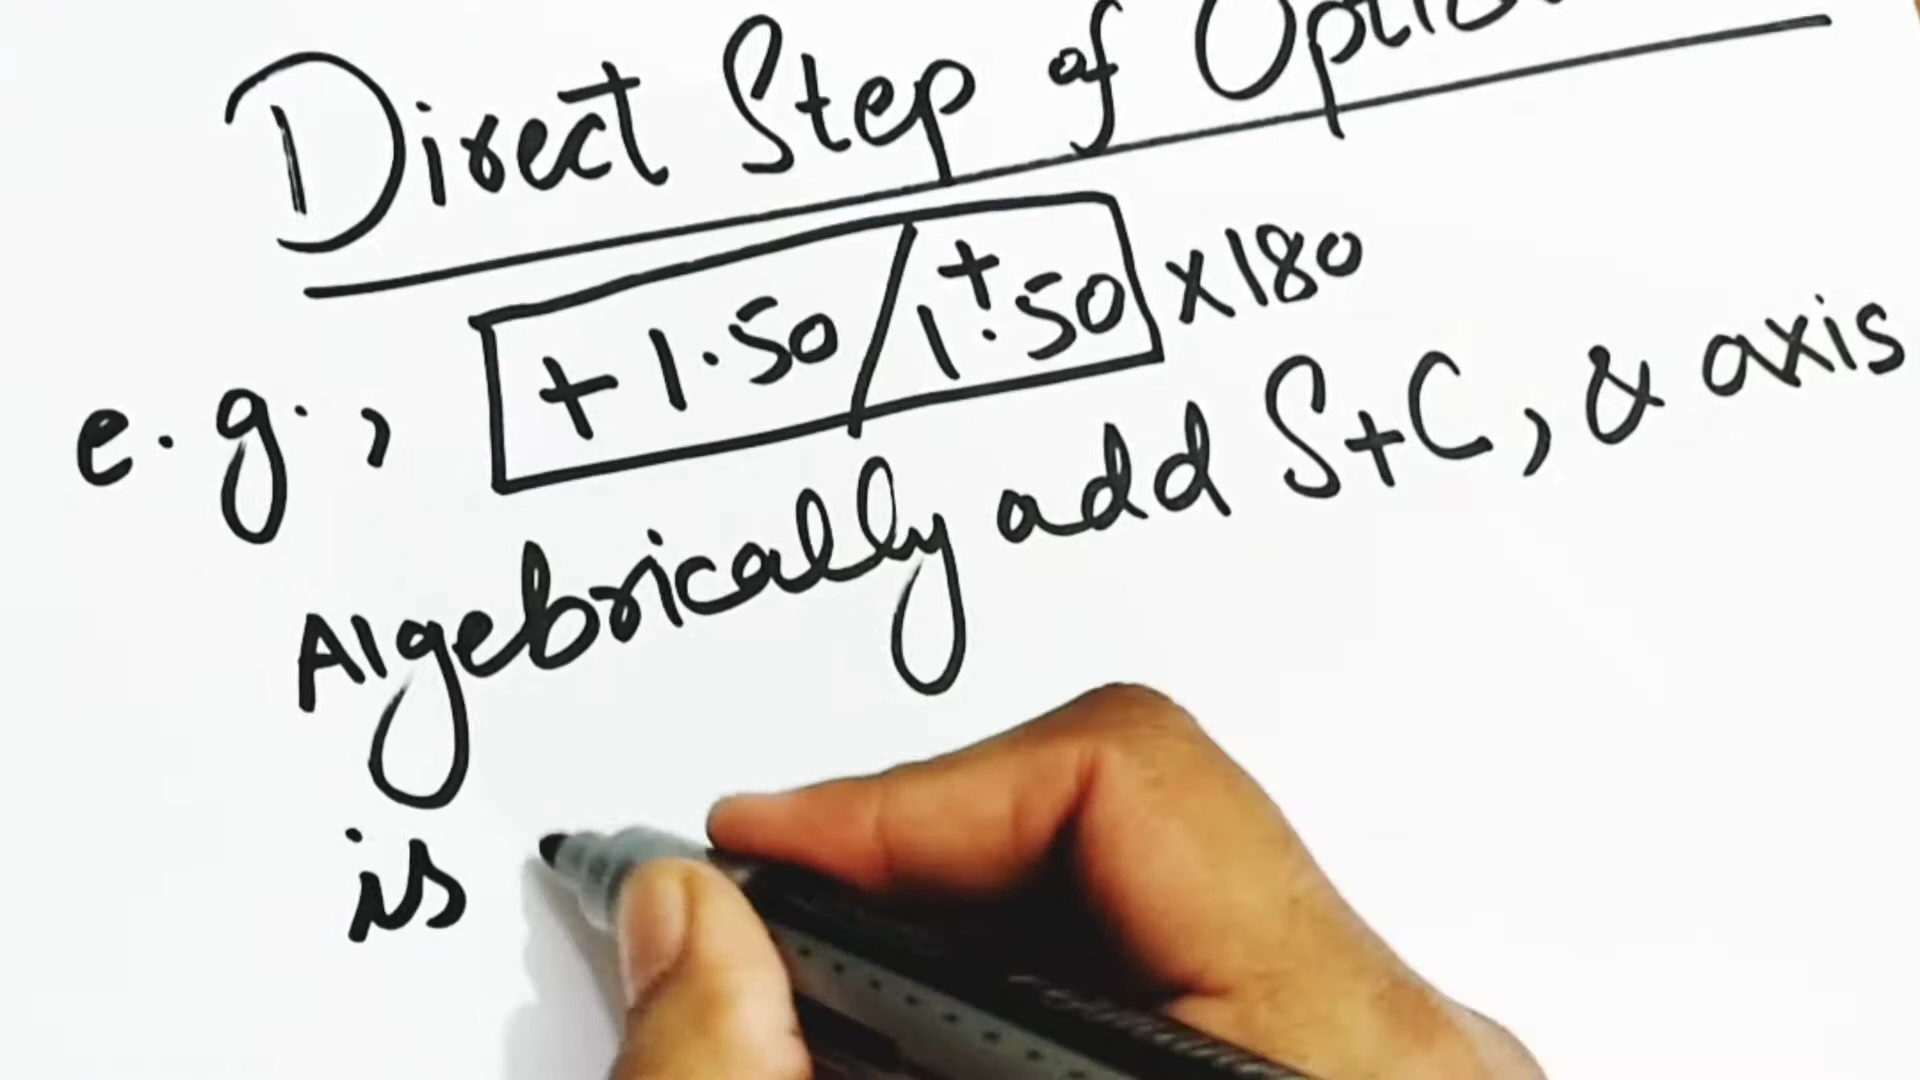 Direct Step of
e.g., +1.50/+1.50 x180
Algebrically add S+C, & axis
is